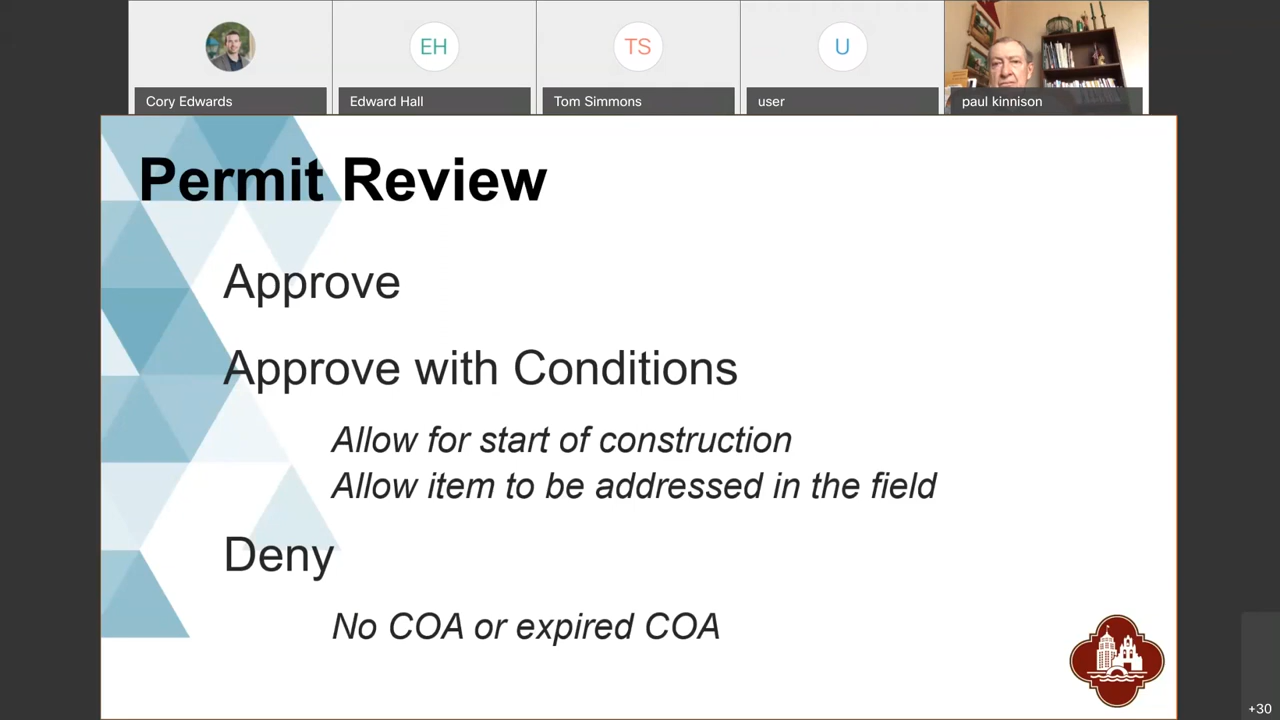 EH
TS
U
Cory Edwards
Edward Hall
Tom Simmons
user
paul kinnison
Permit Review
Approve
Approve with Conditions
Allow for start of construction
Allow item to be addressed in the field
Deny
No COA or expired COA
+30